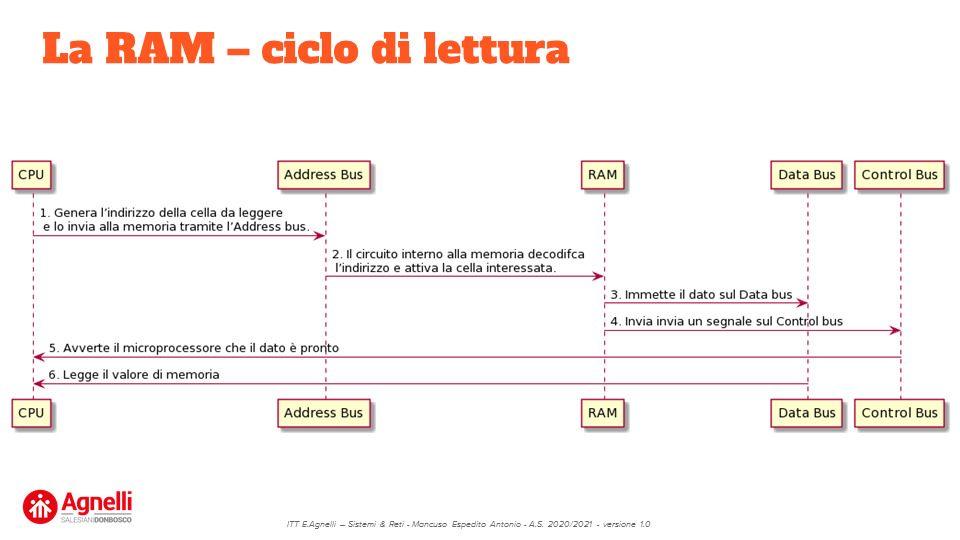 La RAM – ciclo di lettura
CPU
Address Bus
RAM
Data Bus
Control Bus
1. Genera l’indirizzo della cella da leggere
e lo invia alla memoria tramite l’Address bus.
2. Il circuito interno alla memoria decodifca
l’indirizzo e attiva la cella interessata.
3. Immette il dato sul Data bus
4. Invia invia un segnale sul Control bus
5. Avverte il microprocessore che il dato è pronto
6. Legge il valore di memoria
CPU
Address Bus
RAM
Data Bus
Control Bus
Agnelli
SALESIANIDONBOSCO
ITT E.Agnelli – Sistemi & Reti - Mancuso Espedito Antonio - A.S. 2020/2021 - versione 1.0